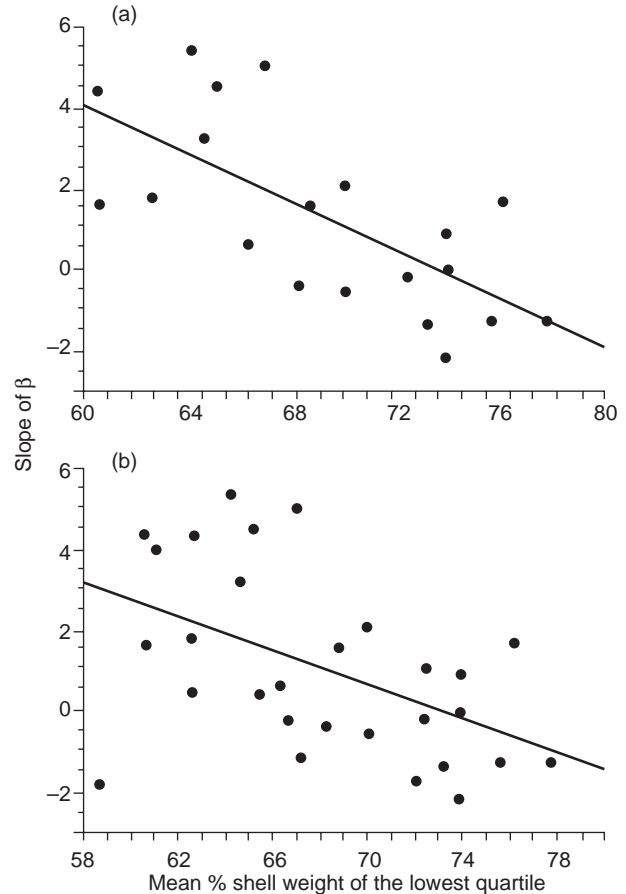 (a)
6
4
2
0
–2
60 64 68 72 76 80
Slope of β
(b)
6
4
2
0
–2
58 62 66 70 74 78
Mean % shell weight of the lowest quartile